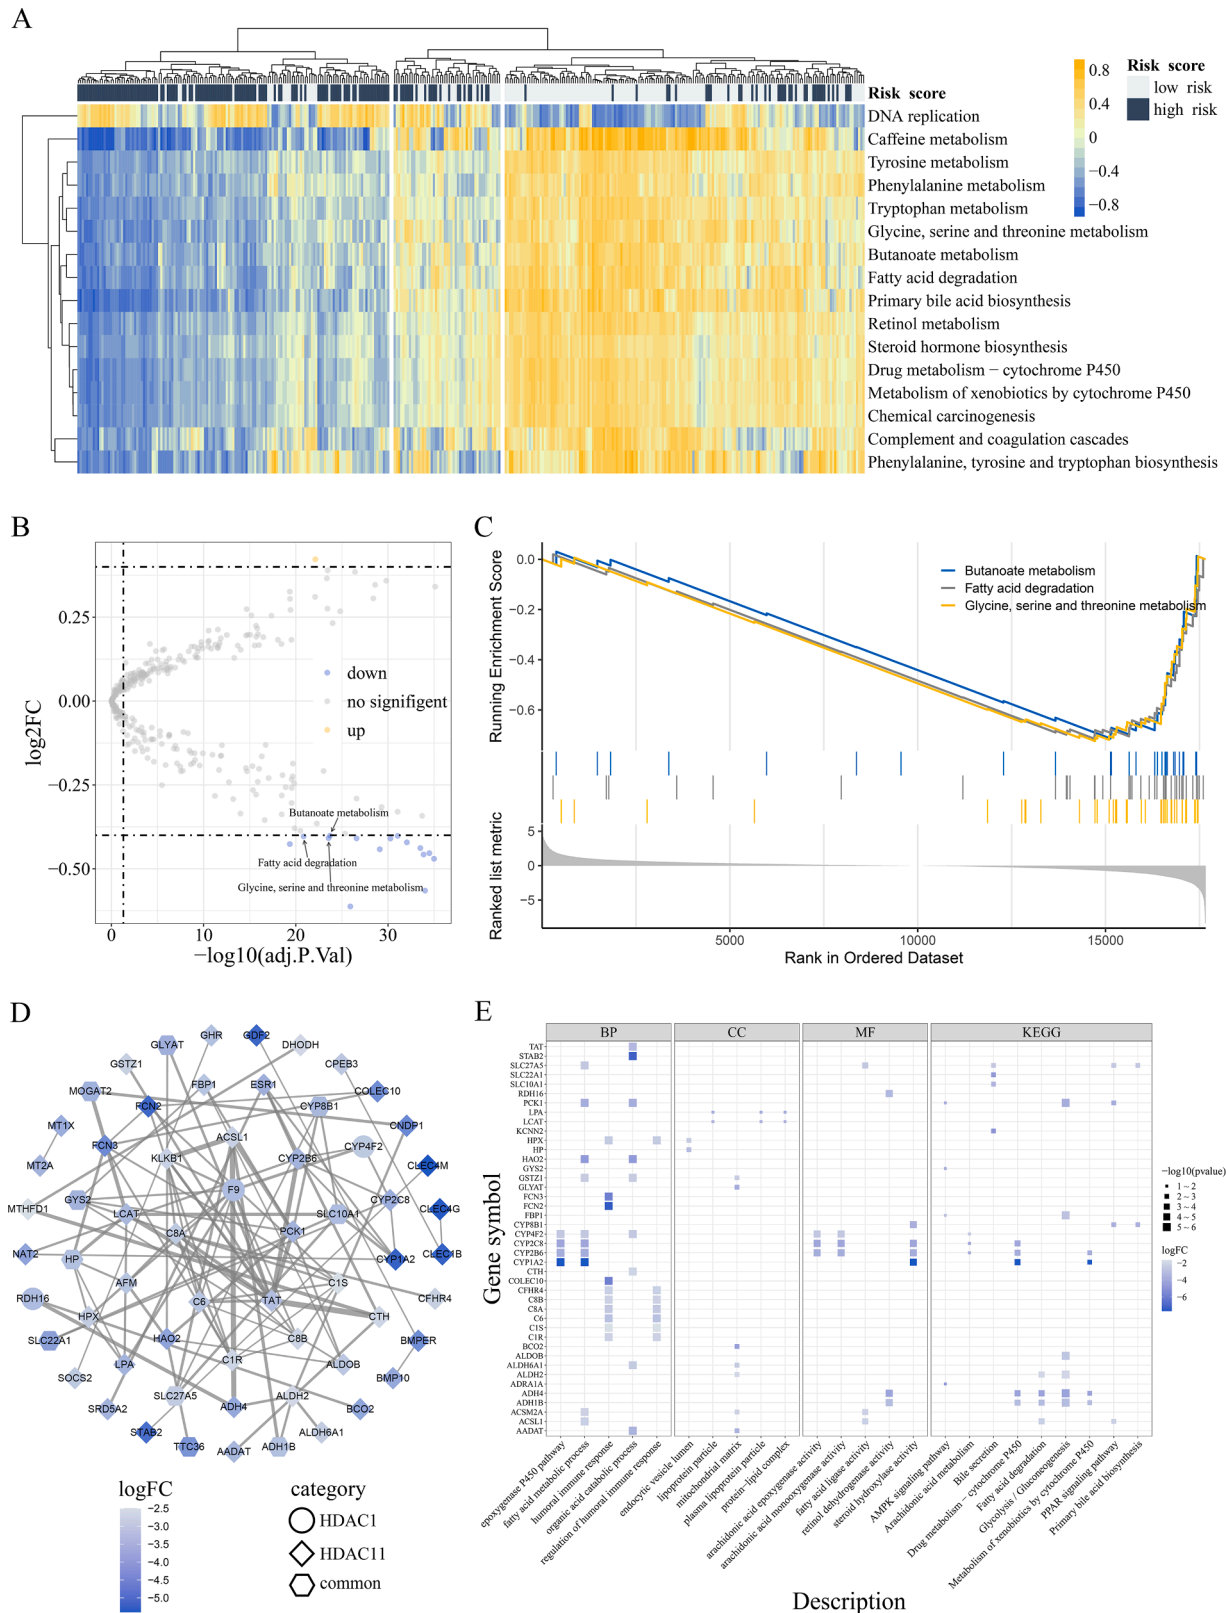 A
Risk score
DNA replication
Caffeine metabolism
Tyrosine metabolism
Phenylalanine metabolism
Tryptophan metabolism
Glycine, serine and threonine metabolism
Butanoate metabolism
Fatty acid degradation
Primary bile acid biosynthesis
Retinol metabolism
Steroid hormone biosynthesis
Drug metabolism − cytochrome P450
Metabolism of xenobiotics by cytochrome P450
Chemical carcinogenesis
Complement and coagulation cascades
Phenylalanine, tyrosine and tryptophan biosynthesis
0.8
0.4
0
−0.4
−0.8
Risk score
low risk
high risk
B
log2FC
0.25
0.00
−0.25
−0.50
0
10
20
30
−log10(adj.P.Val)
down
no signifigent
up
Butanoate metabolism
Fatty acid degradation
Glycine, serine and threonine metabolism
C
Running Enrichment Score
0.0
−0.2
−0.4
−0.6
Butanoate metabolism
Fatty acid degradation
Glycine, serine and threonine metabolism
Ranked list metric
5
0
−5
5000
10000
15000
Rank in Ordered Dataset
D
GHR
GDF2
GLYAT
DHODH
GSTZ1
CPEB3
FBP1
ESR1
MOGAT2
COLEC10
FCN2
CYP8B1
MT1X
CNDP1
ACSL1
FCN3
CYP4F2
KLKB1
CYP2B6
MT2A
CLEC4M
F9
GYS2
CYP2C8
MTHFD1
CLEC4G
LCAT
SLC10A1
C8A
PCK1
NAT2
CLEC1B
HP
CYP1A2
AFM
C1S
RDH16
C6
TAT
CFHR4
HPX
CTH
SLC22A1
HAO2
C8B
BMPER
C1R
LPA
ALDOB
SOCS2
BMP10
SLC27A5
ALDH2
SRD5A2
ADH4
BCO2
STAB2
ALDH6A1
TTC36
AADAT
ADH1B
logFC
−2.5
−3.0
−3.5
−4.0
−4.5
−5.0
category
HDAC1
HDAC11
common
E
BP
CC
MF
KEGG
Gene symbol
TAT
STAB2
SLC27A5
SLC22A1
SLC10A1
RDH16
PCK1
LPA
LCAT
KCNN2
HPX
HP
HAO2
GYS2
GSTZ1
GLYAT
FCN3
FCN2
FBP1
CYP8B1
CYP4F2
CYP2C8
CYP2B6
CYP1A2
CTH
COLEC10
CFHR4
C8B
C8A
C6
C1S
C1R
BCO2
ALDOB
ALDH6A1
ALDH2
ADRA1A
ADH4
ADH1B
ACSM2A
ACSL1
AADAT
epoxygenase P450 pathway
fatty acid metabolic process
humoral immune response
organic acid catabolic process
regulation of humoral immune response
endocytic vesicle lumen
lipoprotein particle
mitochondrial matrix
plasma lipoprotein particle
protein−lipid complex
arachidonic acid epoxygenase activity
arachidonic acid monooxygenase activity
fatty acid ligase activity
retinol dehydrogenase activity
steroid hydroxylase activity
AMPK signaling pathway
Arachidonic acid metabolism
Bile secretion
Drug metabolism − cytochrome P450
Fatty acid degradation
Glycolysis / Gluconeogenesis
Metabolism of xenobiotics by cytochrome P450
PPAR signaling pathway
Primary bile acid biosynthesis
Description
−log10(pvalue)
1 ~ 2
2 ~ 3
3 ~ 4
4 ~ 5
5 ~ 6
logFC
−2
−4
−6